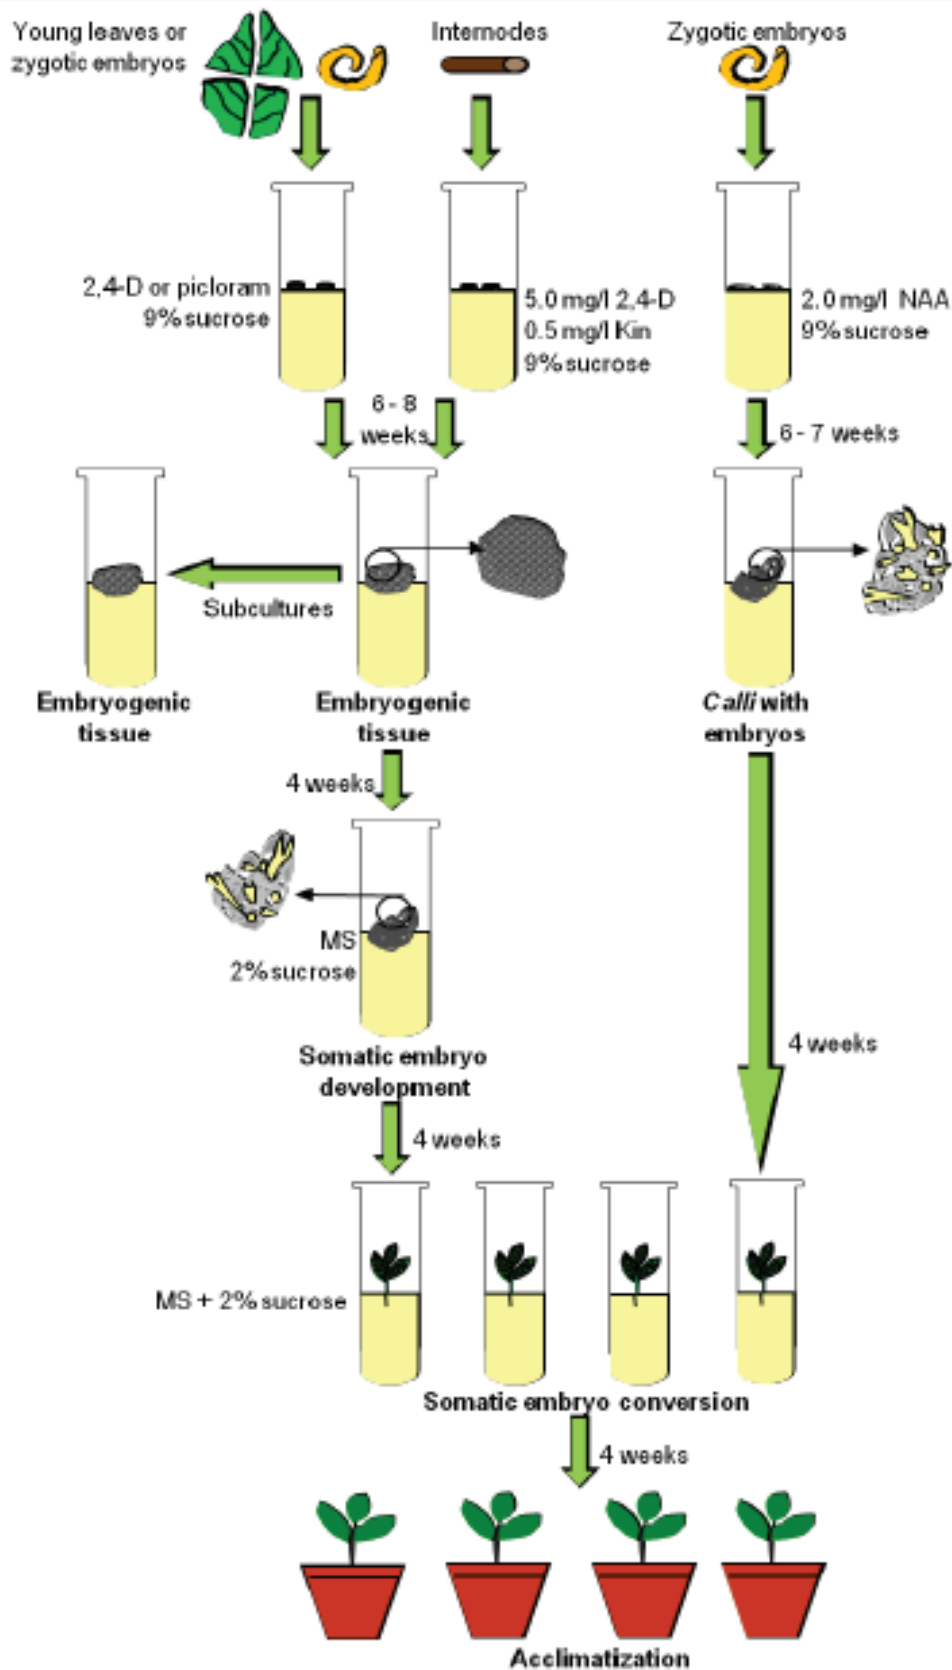 Young leaves or
zygotic embryos
Internodes
Zygotic embryos
2,4-D or picloram
9% sucrose
5.0 mg/l 2,4-D
0.5 mg/l Kin
9% sucrose
2.0 mg/l NAA
9% sucrose
6 - 8
weeks
6 - 7 weeks
Subcultures
Embryogenic
tissue
Embryogenic
tissue
Calli with
embryos
4 weeks
MS
2% sucrose
Somatic embryo
development
4 weeks
4 weeks
MS + 2% sucrose
Somatic embryo conversion
4 weeks
Acclimatization